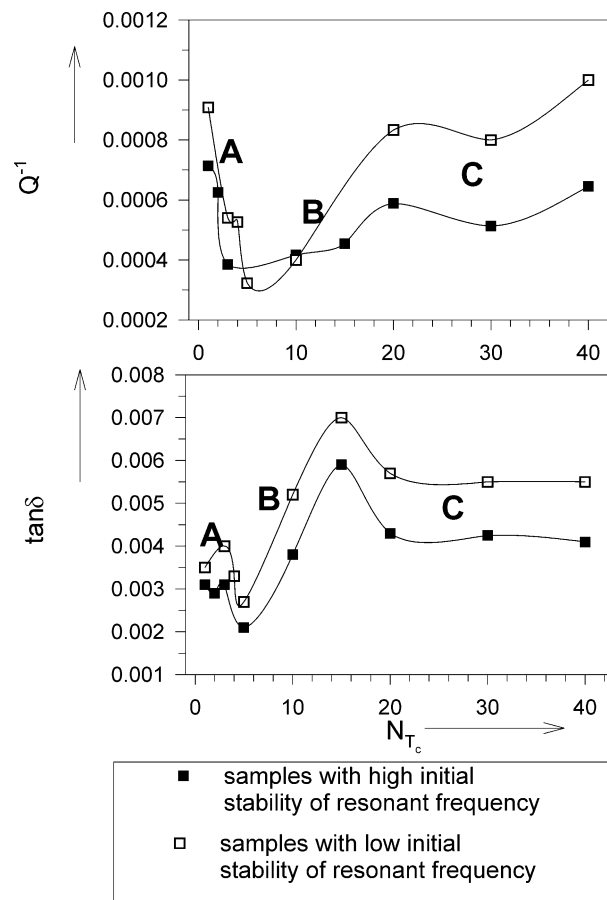 0.0012
0.0010
0.0008
0.0006
0.0004
0.0002
Q⁻¹
A
B
C
0 10 20 30 40
0.008
0.007
0.006
0.005
0.004
0.003
0.002
0.001
tanδ
A
B
C
0 10 20 30 40
N_Tc
samples with high initial
stability of resonant frequency
samples with low initial
stability of resonant frequency